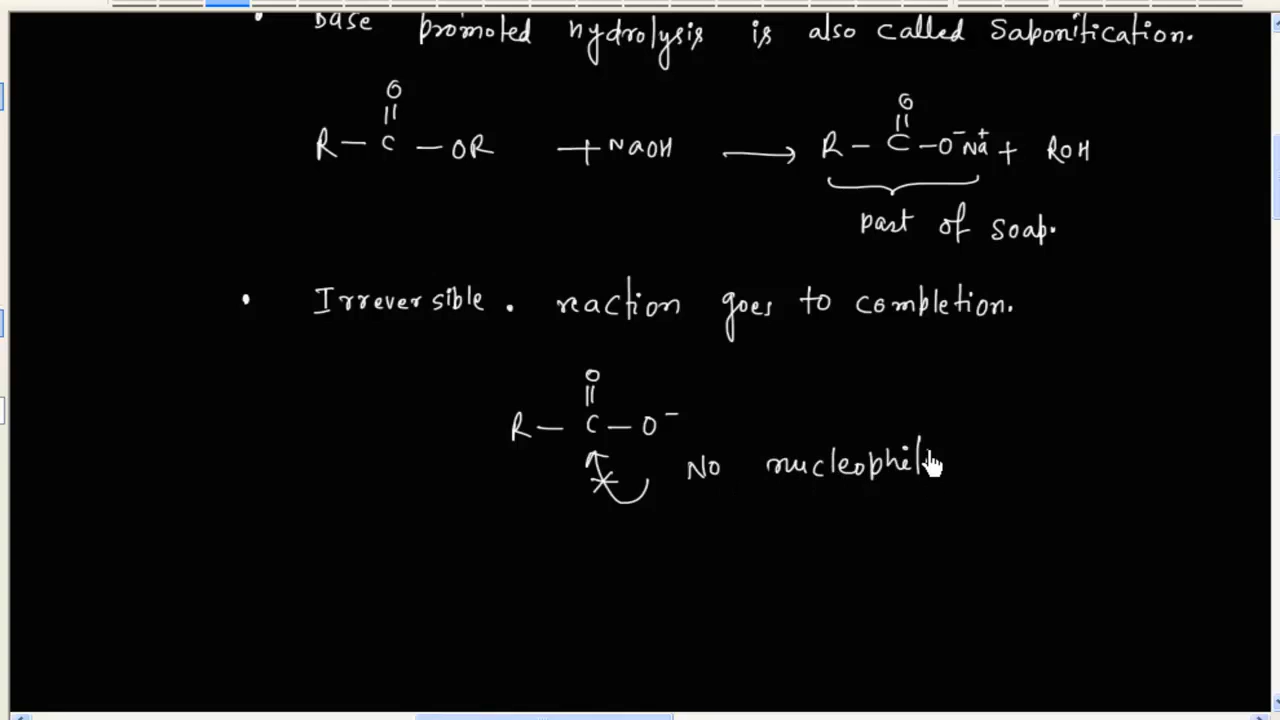 • Base promoted hydrolysis is also called Saponification.
O
||
R — C — OR + NaOH ⟶ R — C — O⁻Na⁺ + ROH
O
||
part of soap.
• Irreversible. reaction goes to completion.
O
||
R — C — O⁻
No nucleophil